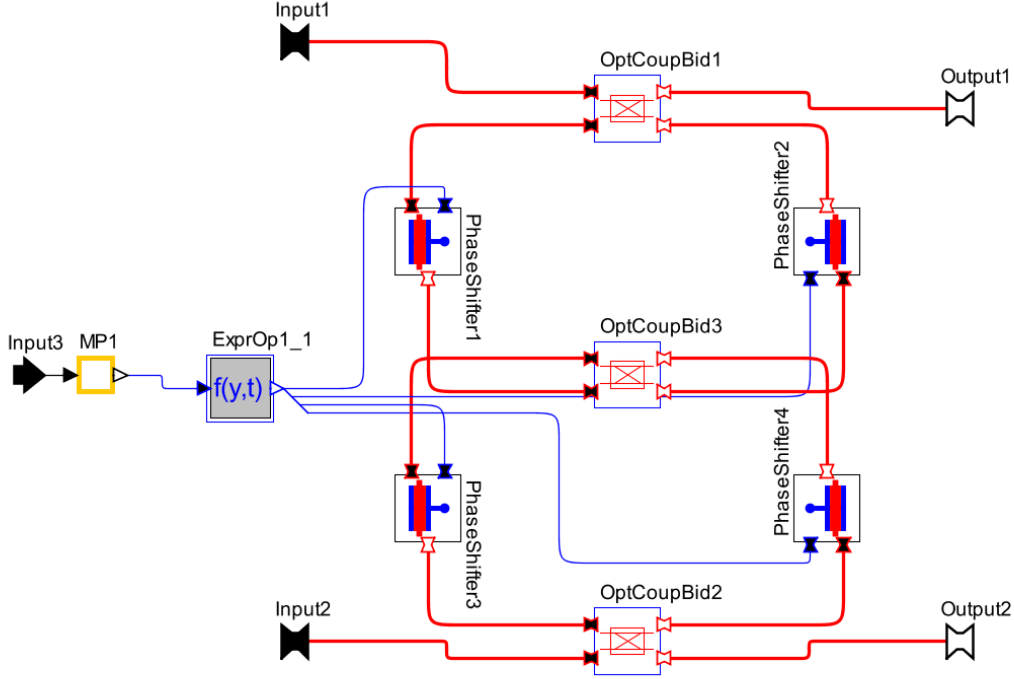 Input1
OptCoupBid1
Output1
PhaseShifter2
PhaseShifter1
OptCoupBid3
Input3
MP1
ExprOp1_1
f(y,t)
PhaseShifter4
PhaseShifter3
OptCoupBid2
Input2
Output2